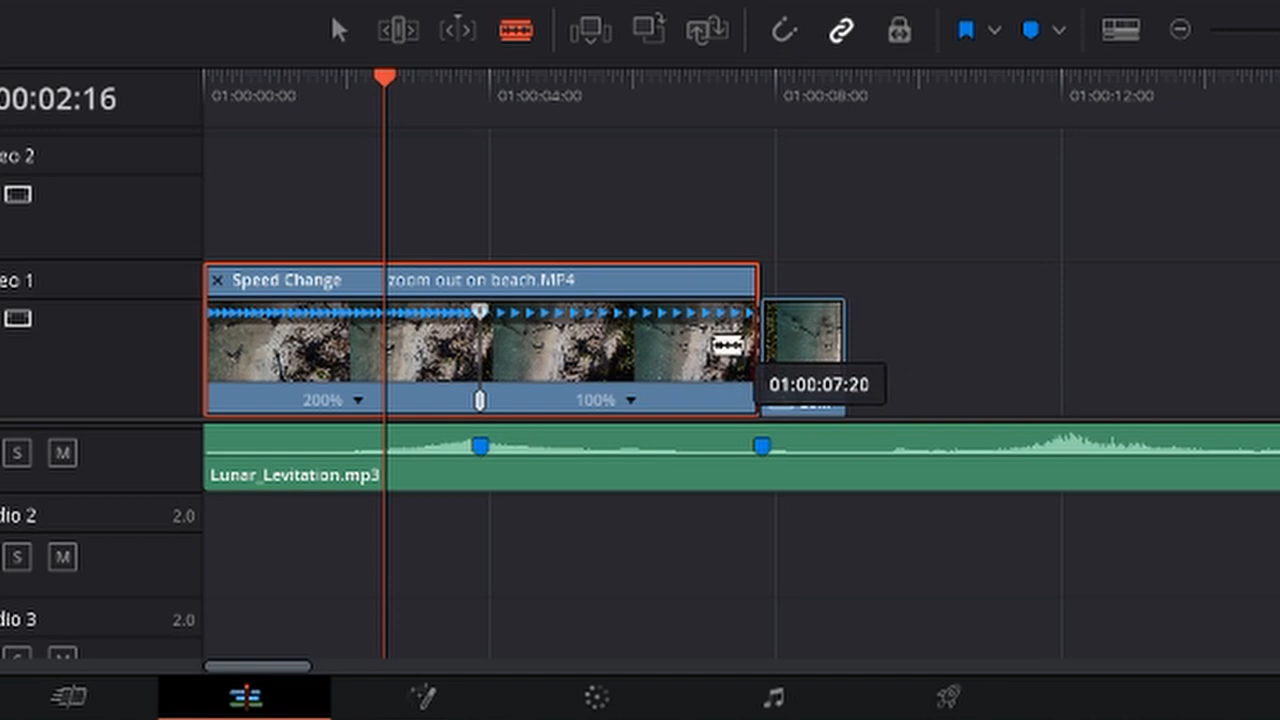 00:02:16
01:00:00:00
01:00:04:00
01:00:08:00
01:00:12:00
eo 2
eo 1
Speed Change
zoom out on beach.MP4
200%
100%
01:00:07:20
S
M
Lunar_Levitation.mp3
dio 2
2.0
S
M
dio 3
2.0